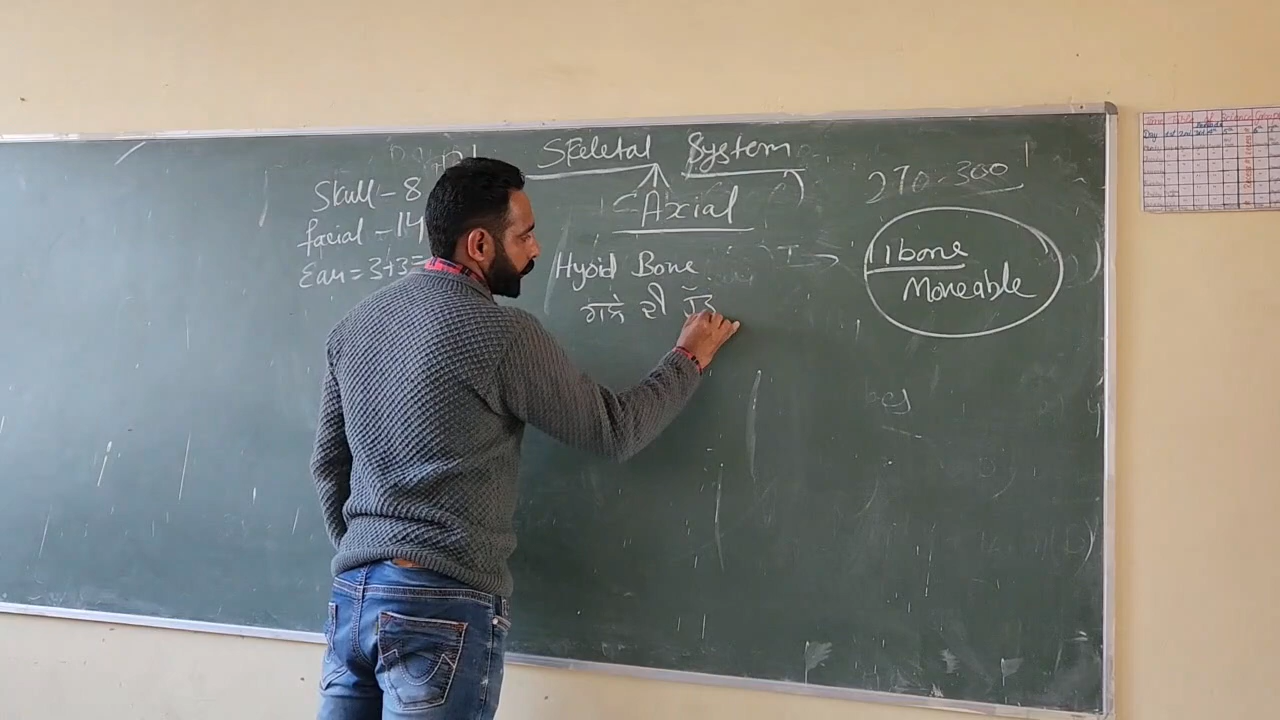 Skeletal System
Axial
Skull - 8
facial - 14
Ear = 3+3=
Hyoid Bone
ਗਲੇ ਦੀ ਹੱਡ
270-300
1 bone
Moveable